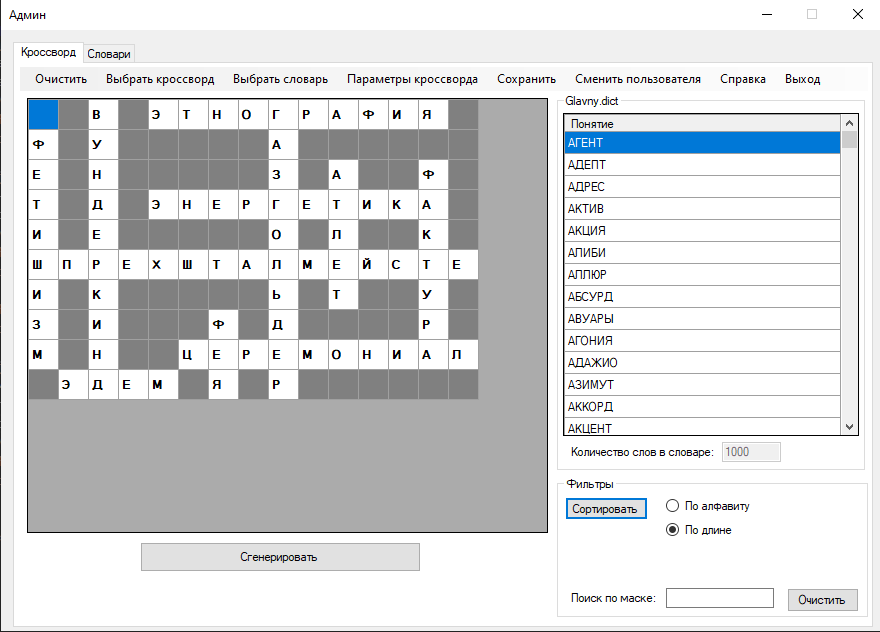 Админ
Кроссворд Словари
Очистить Выбрать кроссворд Выбрать словарь Параметры кроссворда Сохранить Сменить пользователя Справка Выход
В Э Т Н О Г Р А Ф И Я
Ф У А
Е Н З А Ф
Т Д Э Н Е Р Г Е Т И К А
И Е О Л К
Ш П Р Е Х Ш Т А Л М Е Й С Т Е
И К Ь Т У
З И Ф Д Р
М Н Ц Е Р Е М О Н И А Л
Э Д Е М Я Р
Сгенерировать
Glavny.dict
Понятие
АГЕНТ
АДЕПТ
АДРЕС
АКТИВ
АКЦИЯ
АЛИБИ
АЛЛЮР
АБСУРД
АВУАРЫ
АГОНИЯ
АДАЖИО
АЗИМУТ
АККОРД
АКЦЕНТ
Количество слов в словаре: 1000
Фильтры
Сортировать По алфавиту
По длине
Поиск по маске: Очистить